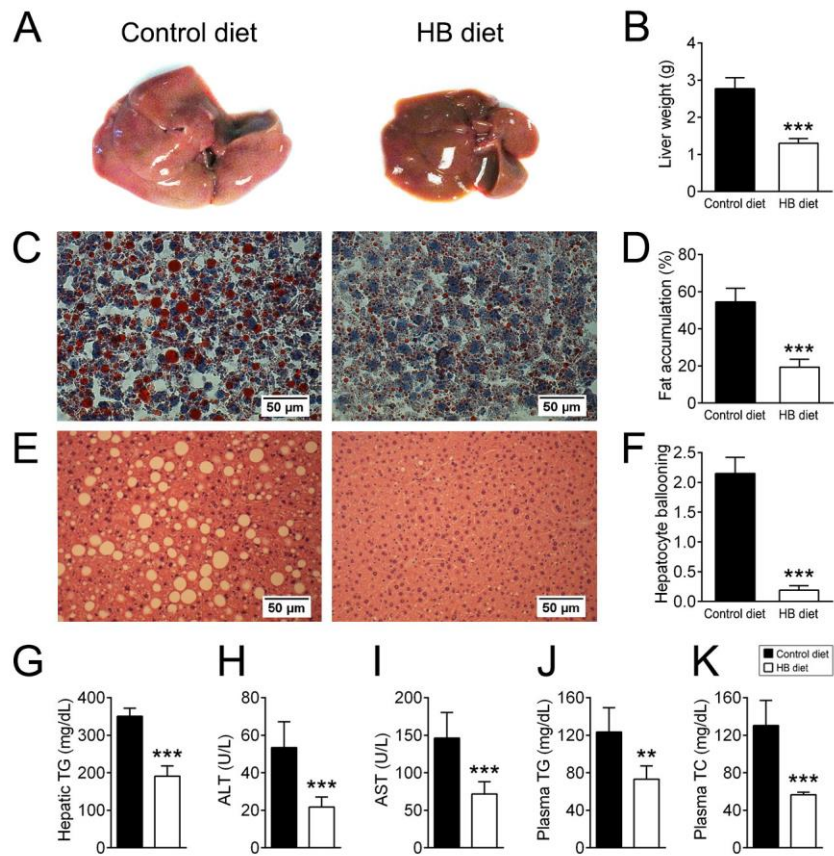 A
Control diet
HB diet
B
Liver weight (g)
4
3
2
1
0
***
Control diet
HB diet
C
50 µm
50 µm
D
Fat accumulation (%)
80
60
40
20
0
***
Control diet
HB diet
E
50 µm
50 µm
F
Hepatocyte ballooning
2.5
2.0
1.5
1.0
0.5
0.0
***
Control diet
HB diet
G
Hepatic TG (mg/dL)
400
300
200
100
0
***
H
ALT (U/L)
80
60
40
20
0
***
I
AST (U/L)
200
150
100
50
0
***
J
Plasma TG (mg/dL)
160
120
80
40
0
**
K
Control diet
HB diet
Plasma TC (mg/dL)
160
120
80
40
0
***